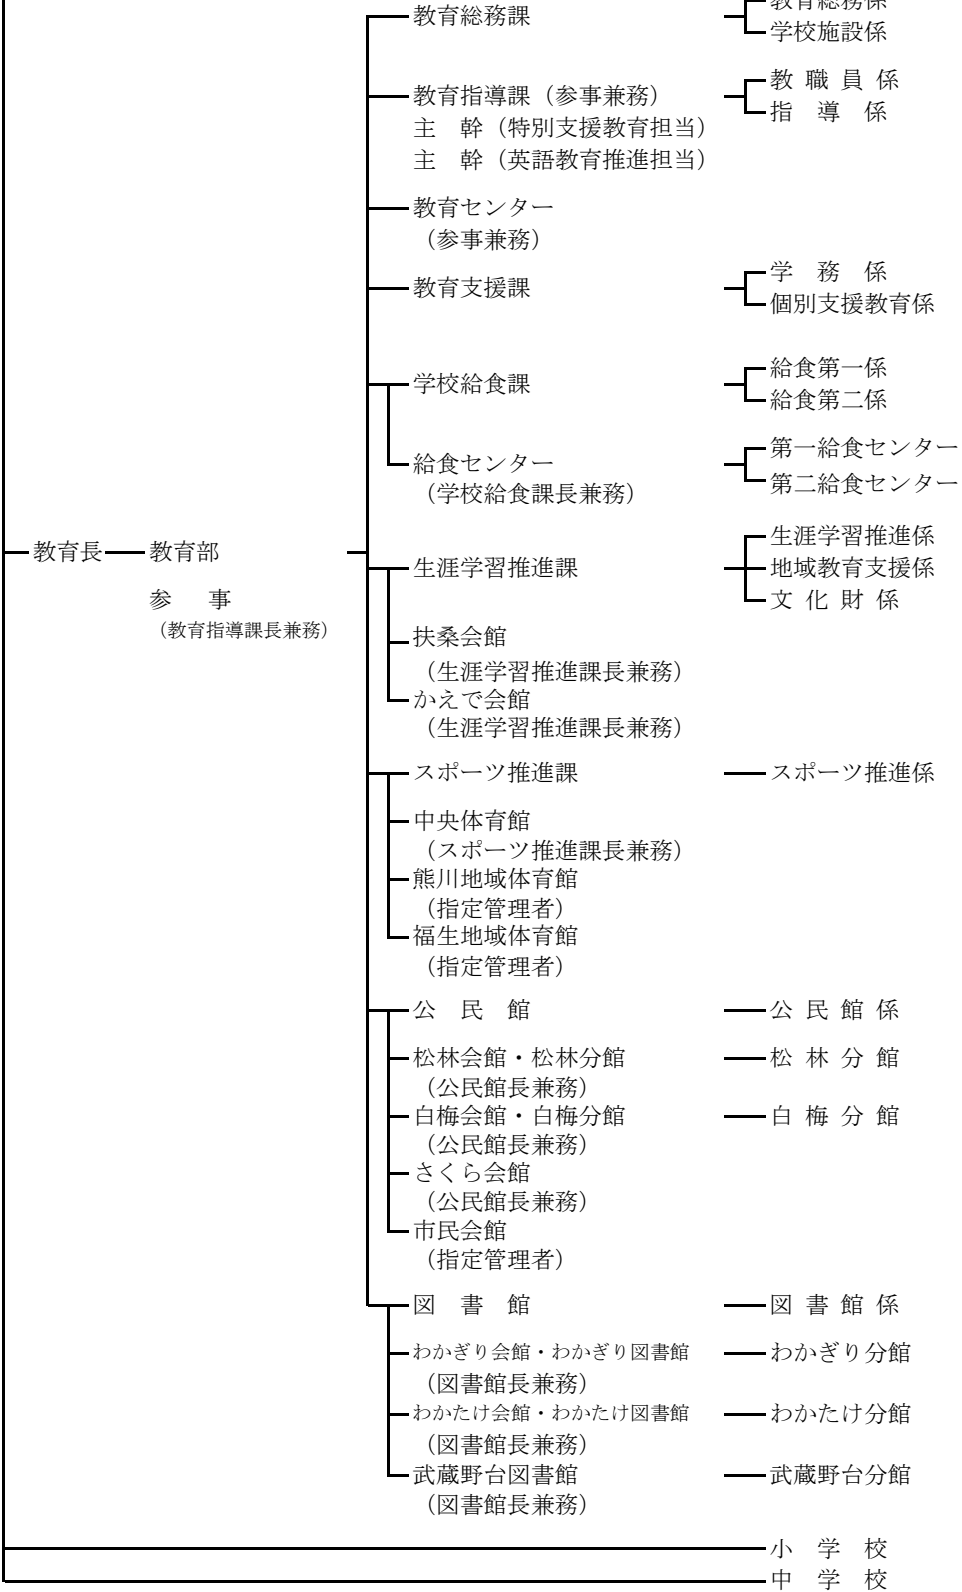 教育総務係
教育総務課
学校施設係
教職員係
教育指導課（参事兼務）
指導係
主幹（特別支援教育担当）
主幹（英語教育推進担当）
教育センター
（参事兼務）
学務係
教育支援課
個別支援教育係
給食第一係
学校給食課
給食第二係
第一給食センター
給食センター
第二給食センター
（学校給食課長兼務）
生涯学習推進係
教育長
教育部
生涯学習推進課
地域教育支援係
参事
文化財係
（教育指導課長兼務）
扶桑会館
（生涯学習推進課長兼務）
かえで会館
（生涯学習推進課長兼務）
スポーツ推進課
スポーツ推進係
中央体育館
（スポーツ推進課長兼務）
熊川地域体育館
（指定管理者）
福生地域体育館
（指定管理者）
公民館
公民館係
松林会館・松林分館
松林分館
（公民館長兼務）
白梅会館・白梅分館
白梅分館
（公民館長兼務）
さくら会館
（公民館長兼務）
市民会館
（指定管理者）
図書館
図書館係
わかぎり会館・わかぎり図書館
わかぎり分館
（図書館長兼務）
わかたけ会館・わかたけ図書館
わかたけ分館
（図書館長兼務）
武蔵野台図書館
武蔵野台分館
（図書館長兼務）
小学校
中学校